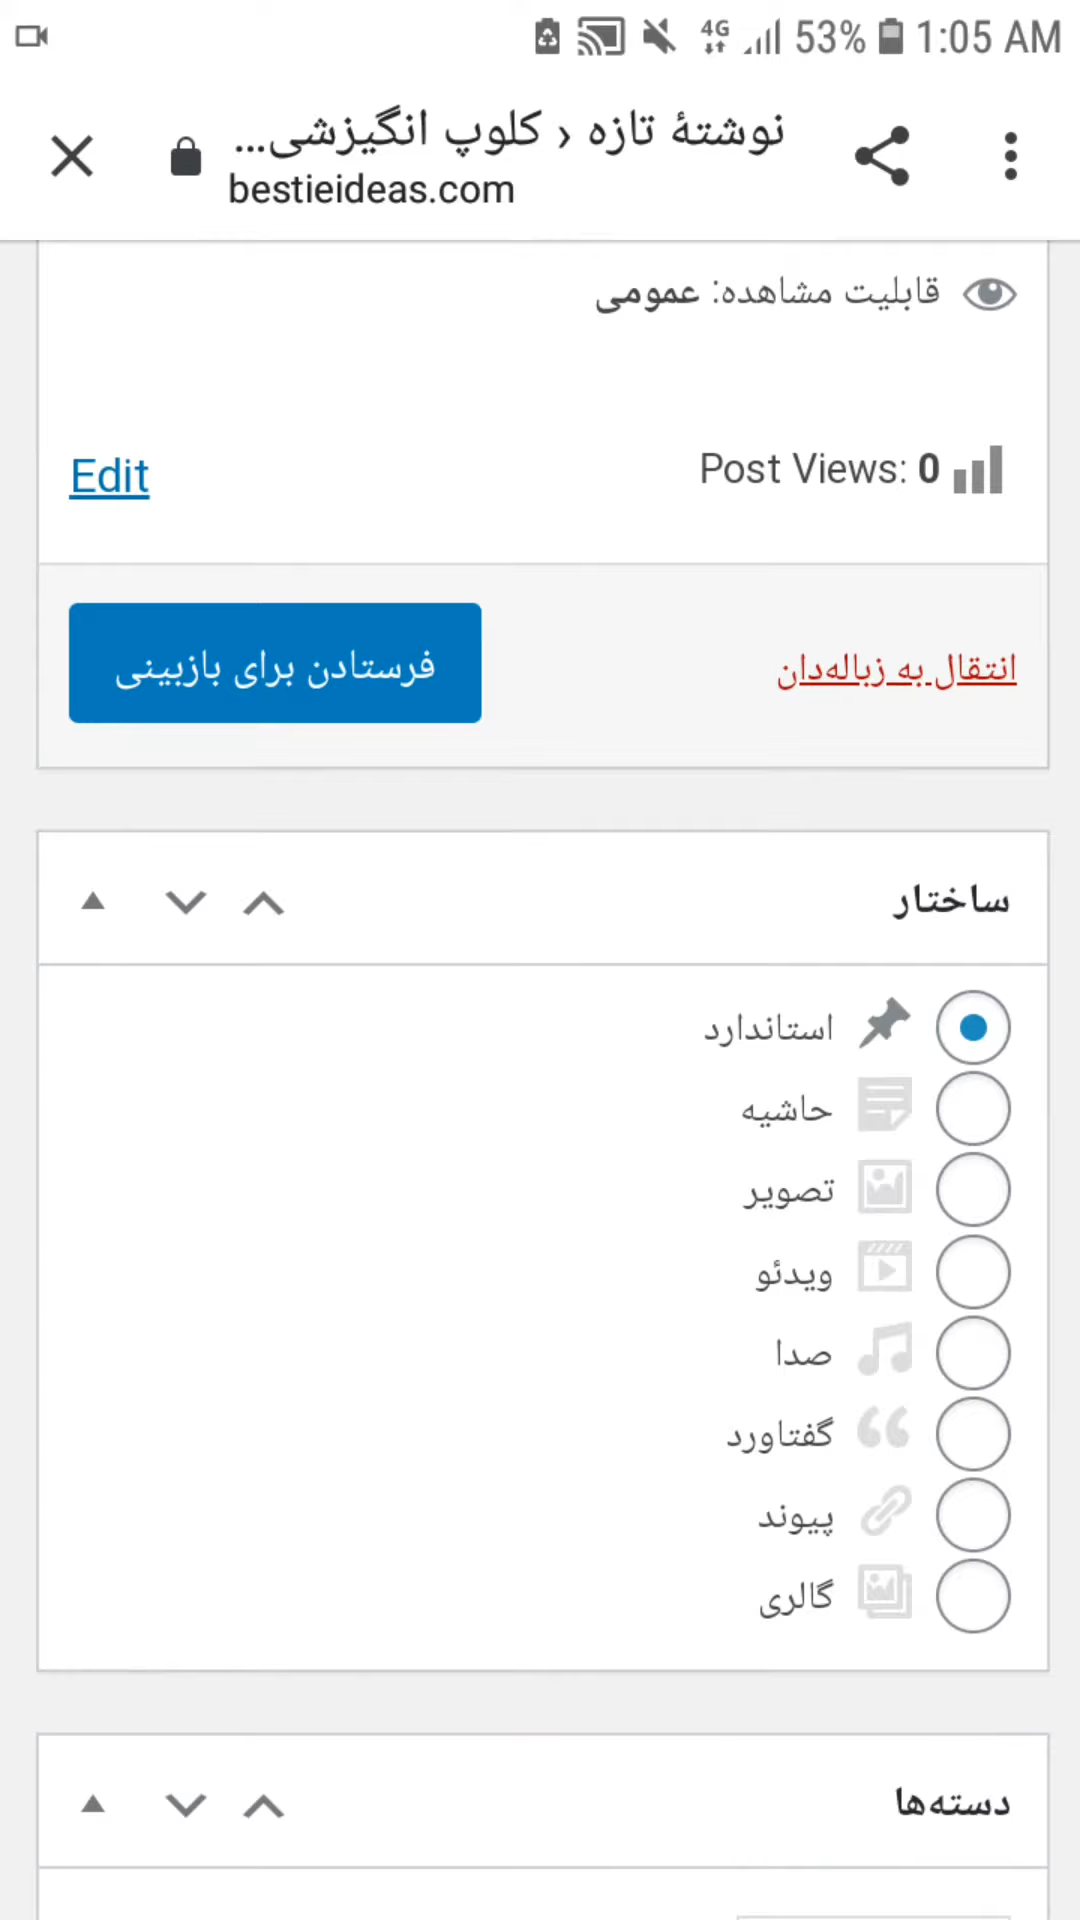 4G 53% 1:05 AM
نوشتهٔ تازه › کلوپ انگیزشی...
bestieideas.com
قابلیت مشاهده: عمومی
Post Views: 0
Edit
انتقال به زباله‌دان
فرستادن برای بازبینی
ساختار
استاندارد
حاشیه
تصویر
ویدئو
صدا
گفتاورد
پیوند
گالری
دسته‌ها